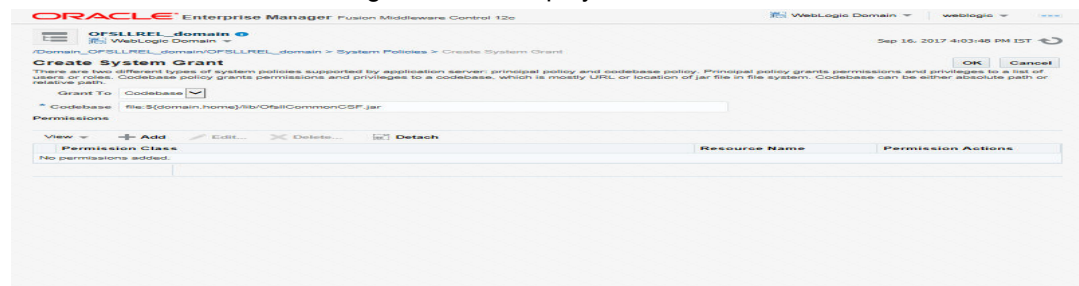 ORACLE Enterprise Manager Fusion Middleware Control 12c
WebLogic Domain weblogic
OFSLLREL_domain
WebLogic Domain
Sep 16, 2017 4:03:48 PM IST
/Domain_OFSLLREL_domain/OFSLLREL_domain > System Policies > Create System Grant
Create System Grant
OK Cancel
There are two different types of system policies supported by application server: principal policy and codebase policy. Principal policy grants permissions and privileges to a list of
users or roles. Codebase policy grants permissions and privileges to a codebase, which is mostly URL or location of jar file in file system. Codebase can be either absolute path or
relative path.
Grant To Codebase
* Codebase file:${domain.home}/lib/OfsllCommonCSF.jar
Permissions
View Add Edit... Delete... Detach
Permission Class Resource Name Permission Actions
No permissions added.